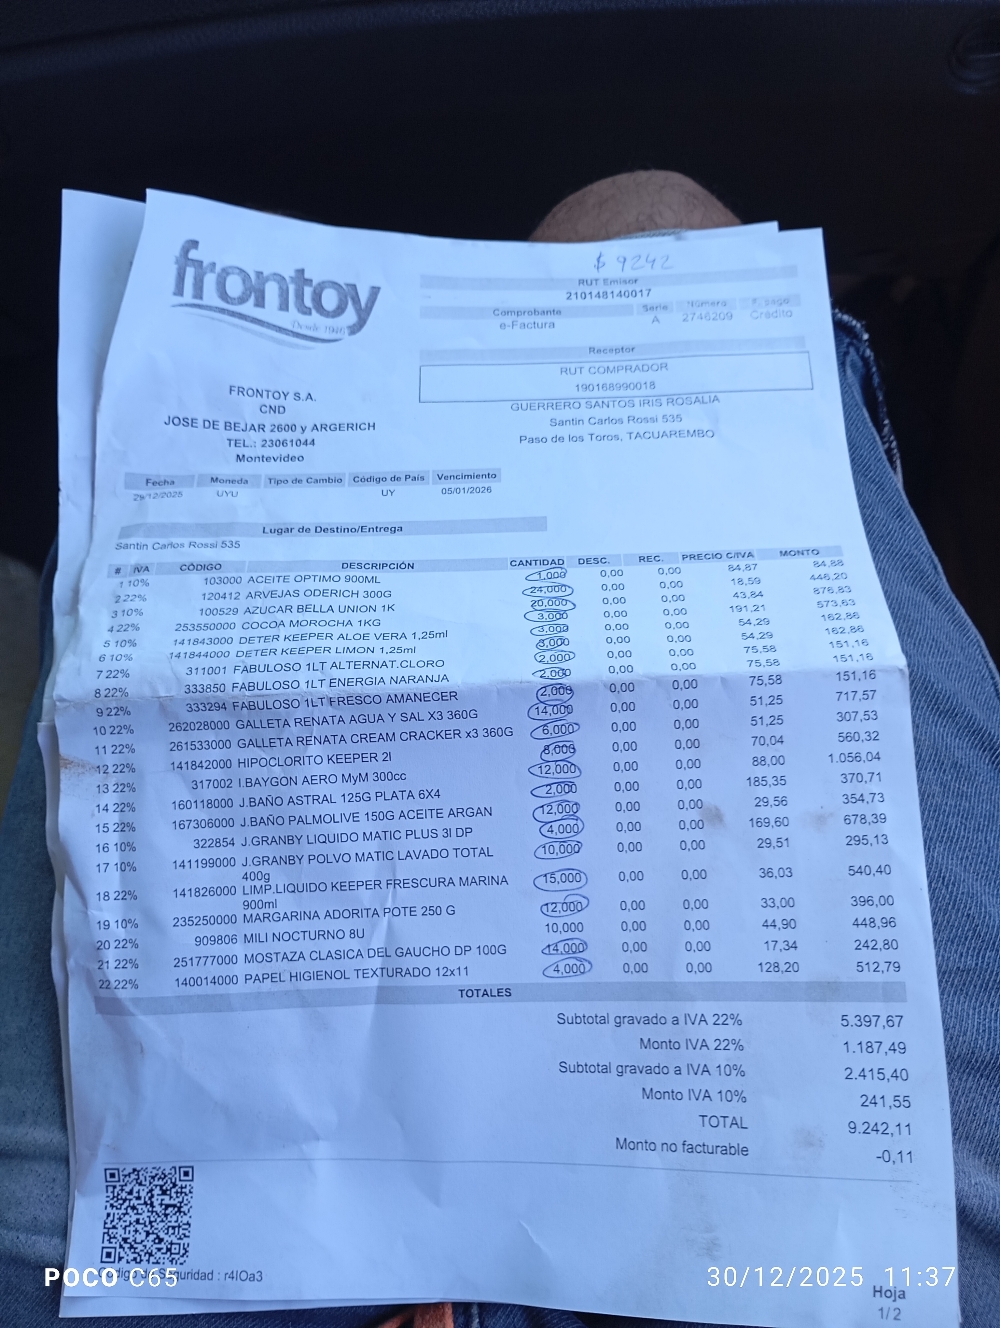 $ 9242
frontoy
Desde 1946
RUT Emisor
210148140017
Comprobante Serie Número F. pago
e-Factura A 2746209 Crédito
Receptor
RUT COMPRADOR
190168990018
GUERRERO SANTOS IRIS ROSALIA
Santin Carlos Rossi 535
Paso de los Toros, TACUAREMBO
FRONTOY S.A.
CND
JOSE DE BEJAR 2600 y ARGERICH
TEL.: 23061044
Montevideo
Fecha Moneda Tipo de Cambio Código de País Vencimiento
29/12/2025 UYU UY 05/01/2026
Lugar de Destino/Entrega
Santin Carlos Rossi 535
# IVA CÓDIGO DESCRIPCIÓN CANTIDAD DESC. REC. PRECIO C/IVA MONTO
1 10% 103000 ACEITE OPTIMO 900ML 1,000 0,00 0,00 84,87 84,88
2 22% 120412 ARVEJAS ODERICH 300G 24,000 0,00 0,00 18,59 446,20
3 10% 100529 AZUCAR BELLA UNION 1K 20,000 0,00 0,00 43,84 876,83
4 22% 253550000 COCOA MOROCHA 1KG 3,000 0,00 0,00 191,21 573,63
5 10% 141843000 DETER KEEPER ALOE VERA 1,25ml 3,000 0,00 0,00 54,29 162,86
6 10% 141844000 DETER KEEPER LIMON 1,25ml 3,000 0,00 0,00 54,29 162,86
7 22% 311001 FABULOSO 1LT ALTERNAT.CLORO 2,000 0,00 0,00 75,58 151,16
8 22% 333850 FABULOSO 1LT ENERGIA NARANJA 2,000 0,00 0,00 75,58 151,16
9 22% 333294 FABULOSO 1LT FRESCO AMANECER 2,000 0,00 0,00 75,58 151,16
10 22% 262028000 GALLETA RENATA AGUA Y SAL X3 360G 14,000 0,00 0,00 51,25 717,57
11 22% 261533000 GALLETA RENATA CREAM CRACKER x3 360G 6,000 0,00 0,00 51,25 307,53
12 22% 141842000 HIPOCLORITO KEEPER 2l 8,000 0,00 0,00 70,04 560,32
13 22% 317002 I.BAYGON AERO MyM 300cc 12,000 0,00 0,00 88,00 1.056,04
14 22% 160118000 J.BAÑO ASTRAL 125G PLATA 6X4 2,000 0,00 0,00 185,35 370,71
15 22% 167306000 J.BAÑO PALMOLIVE 150G ACEITE ARGAN 12,000 0,00 0,00 29,56 354,73
16 10% 322854 J.GRANBY LIQUIDO MATIC PLUS 3l DP 4,000 0,00 0,00 169,60 678,39
17 10% 141199000 J.GRANBY POLVO MATIC LAVADO TOTAL 10,000 0,00 0,00 29,51 295,13
400g
18 22% 141826000 LIMP.LIQUIDO KEEPER FRESCURA MARINA 15,000 0,00 0,00 36,03 540,40
900ml
19 10% 235250000 MARGARINA ADORITA POTE 250 G 12,000 0,00 0,00 33,00 396,00
20 22% 909806 MILI NOCTURNO 8U 10,000 0,00 0,00 44,90 448,96
21 22% 251777000 MOSTAZA CLASICA DEL GAUCHO DP 100G 14,000 0,00 0,00 17,34 242,80
22 22% 140014000 PAPEL HIGIENOL TEXTURADO 12x11 4,000 0,00 0,00 128,20 512,79
TOTALES
Subtotal gravado a IVA 22% 5.397,67
Monto IVA 22% 1.187,49
Subtotal gravado a IVA 10% 2.415,40
Monto IVA 10% 241,55
TOTAL 9.242,11
Monto no facturable -0,11
Código de Seguridad : r4IOa3
POCO C65
30/12/2025 11:37
Hoja
1/2